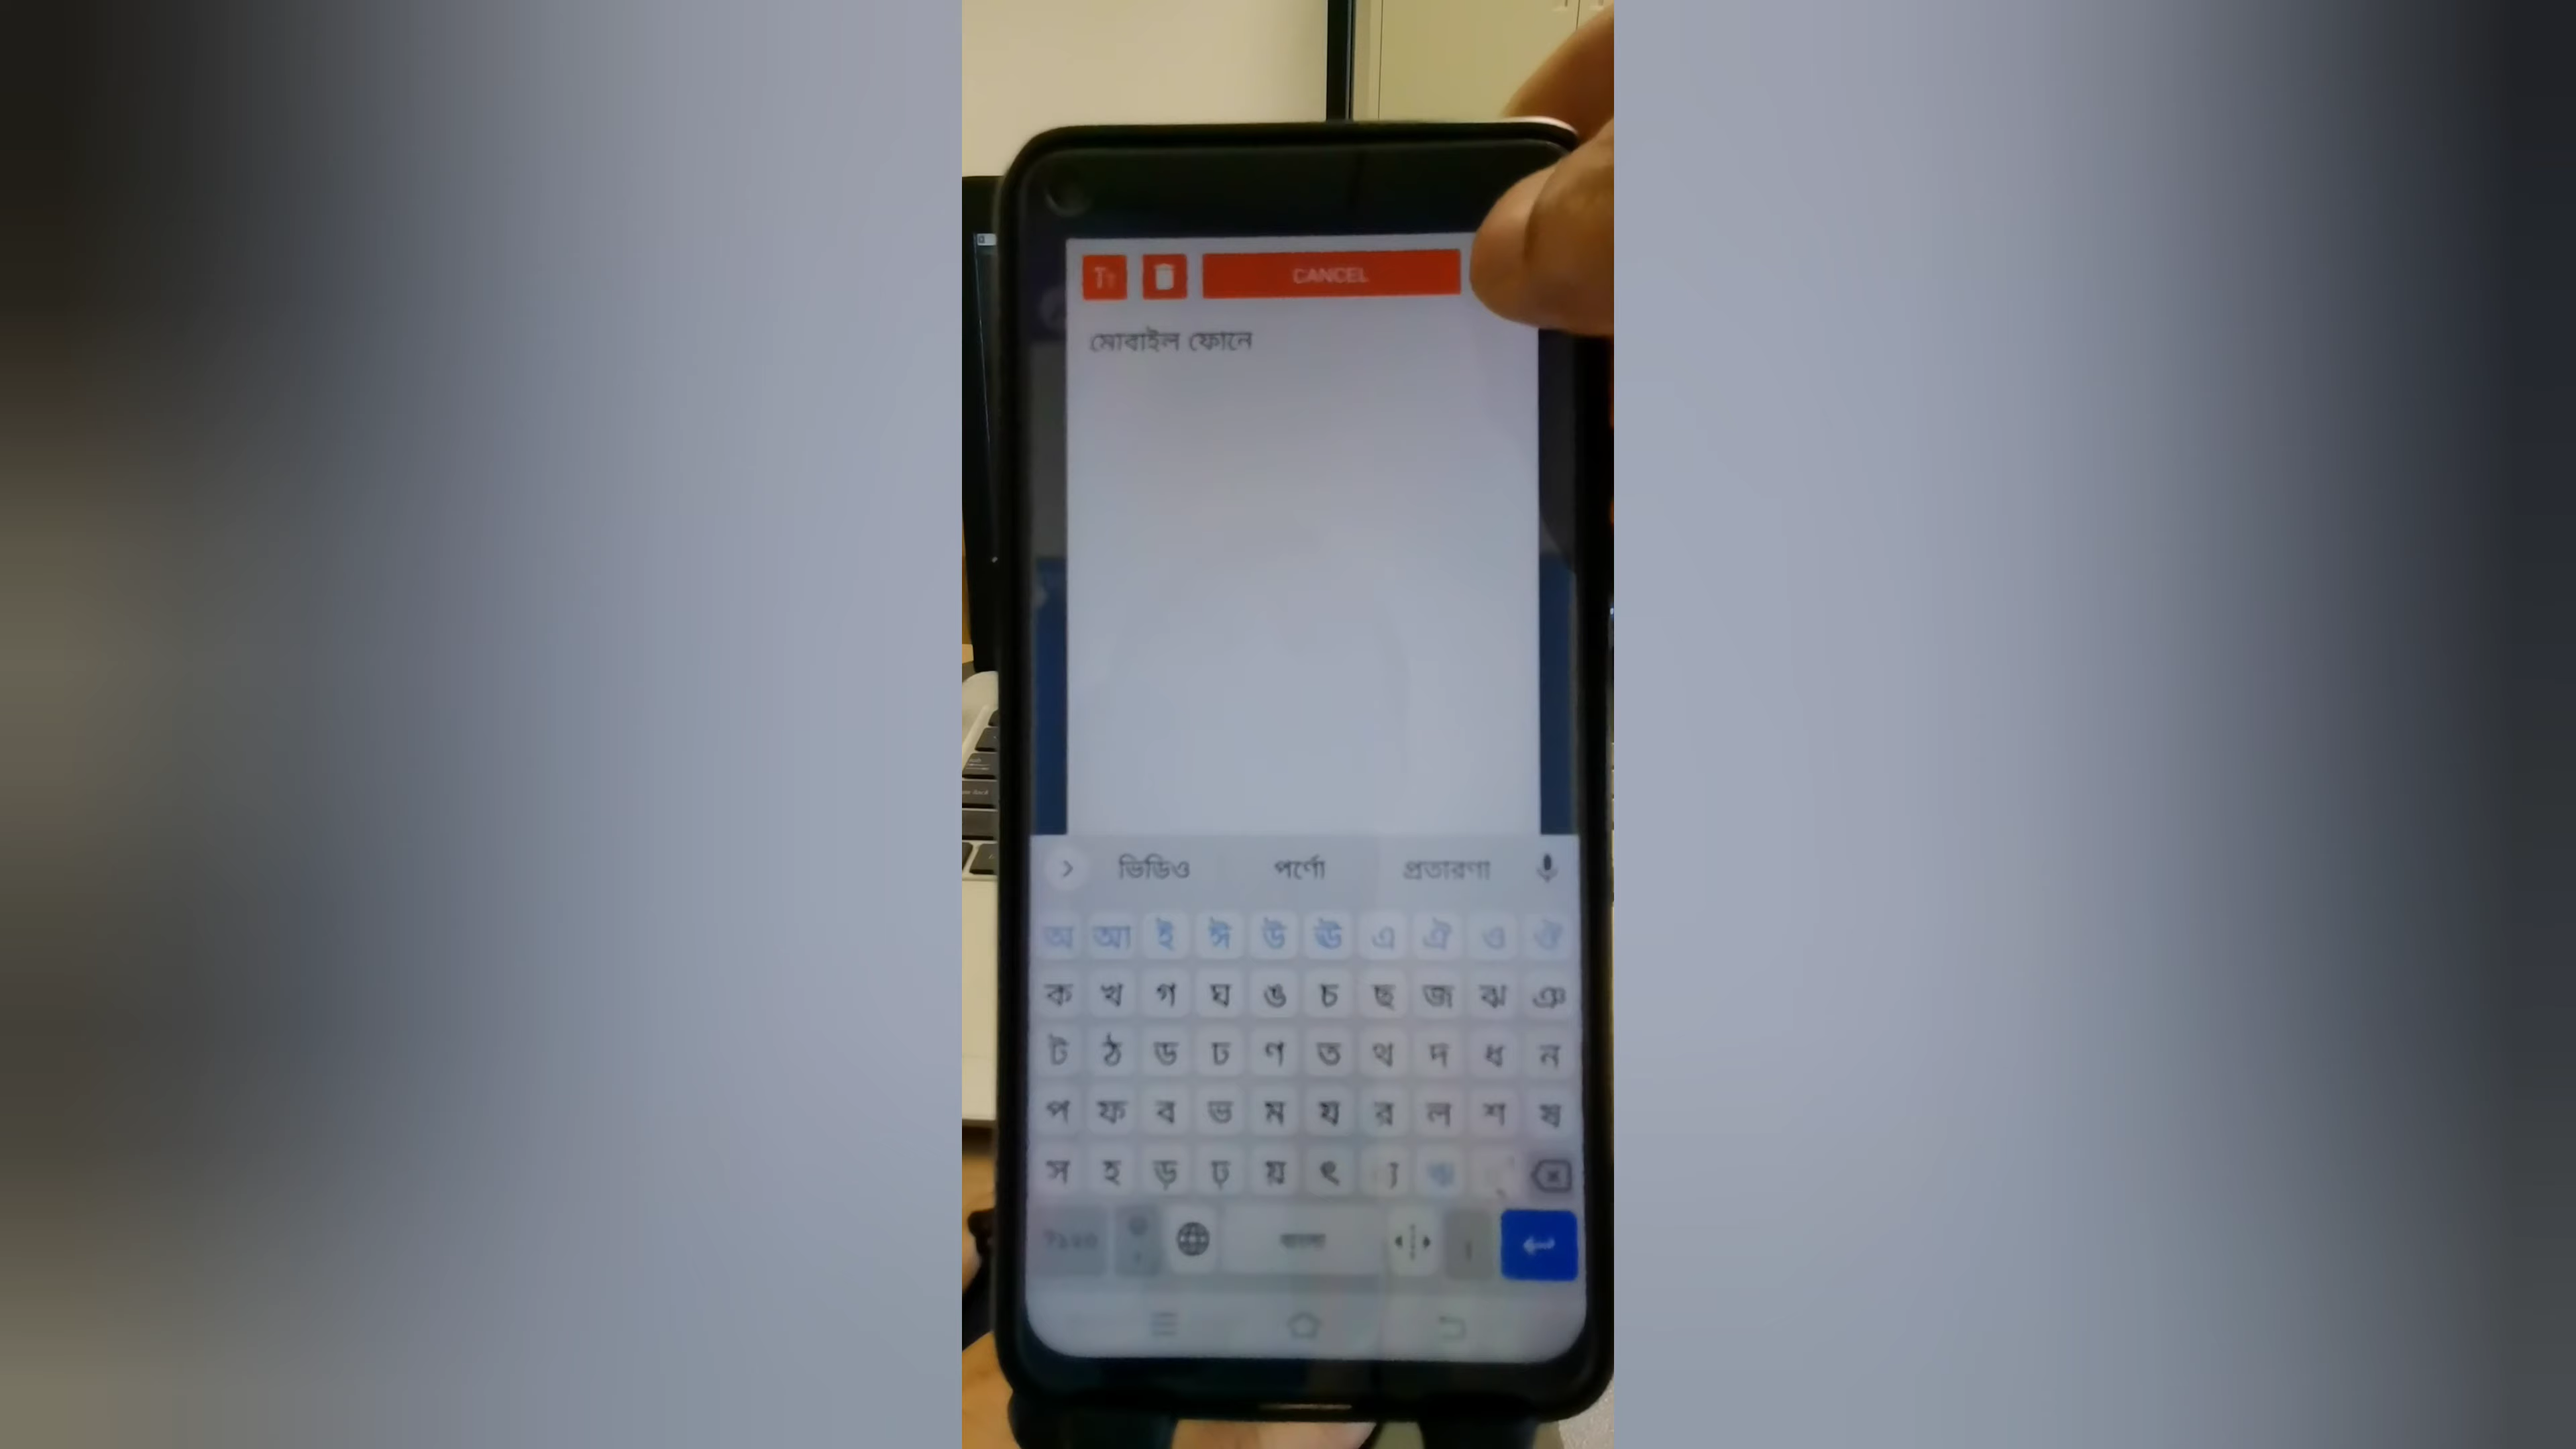 CANCEL
মোবাইল ফোনে
ভিডিও পর্ণো প্রতারণা
অ আ ই ঈ উ ঊ এ ঐ ও ঔ
ক খ গ ঘ ঙ চ ছ জ ঝ ঞ
ট ঠ ড ঢ ণ ত থ দ ধ ন
প ফ ব ভ ম য র ল শ ষ
স হ ড় ঢ় য় ৎ
বাংলা